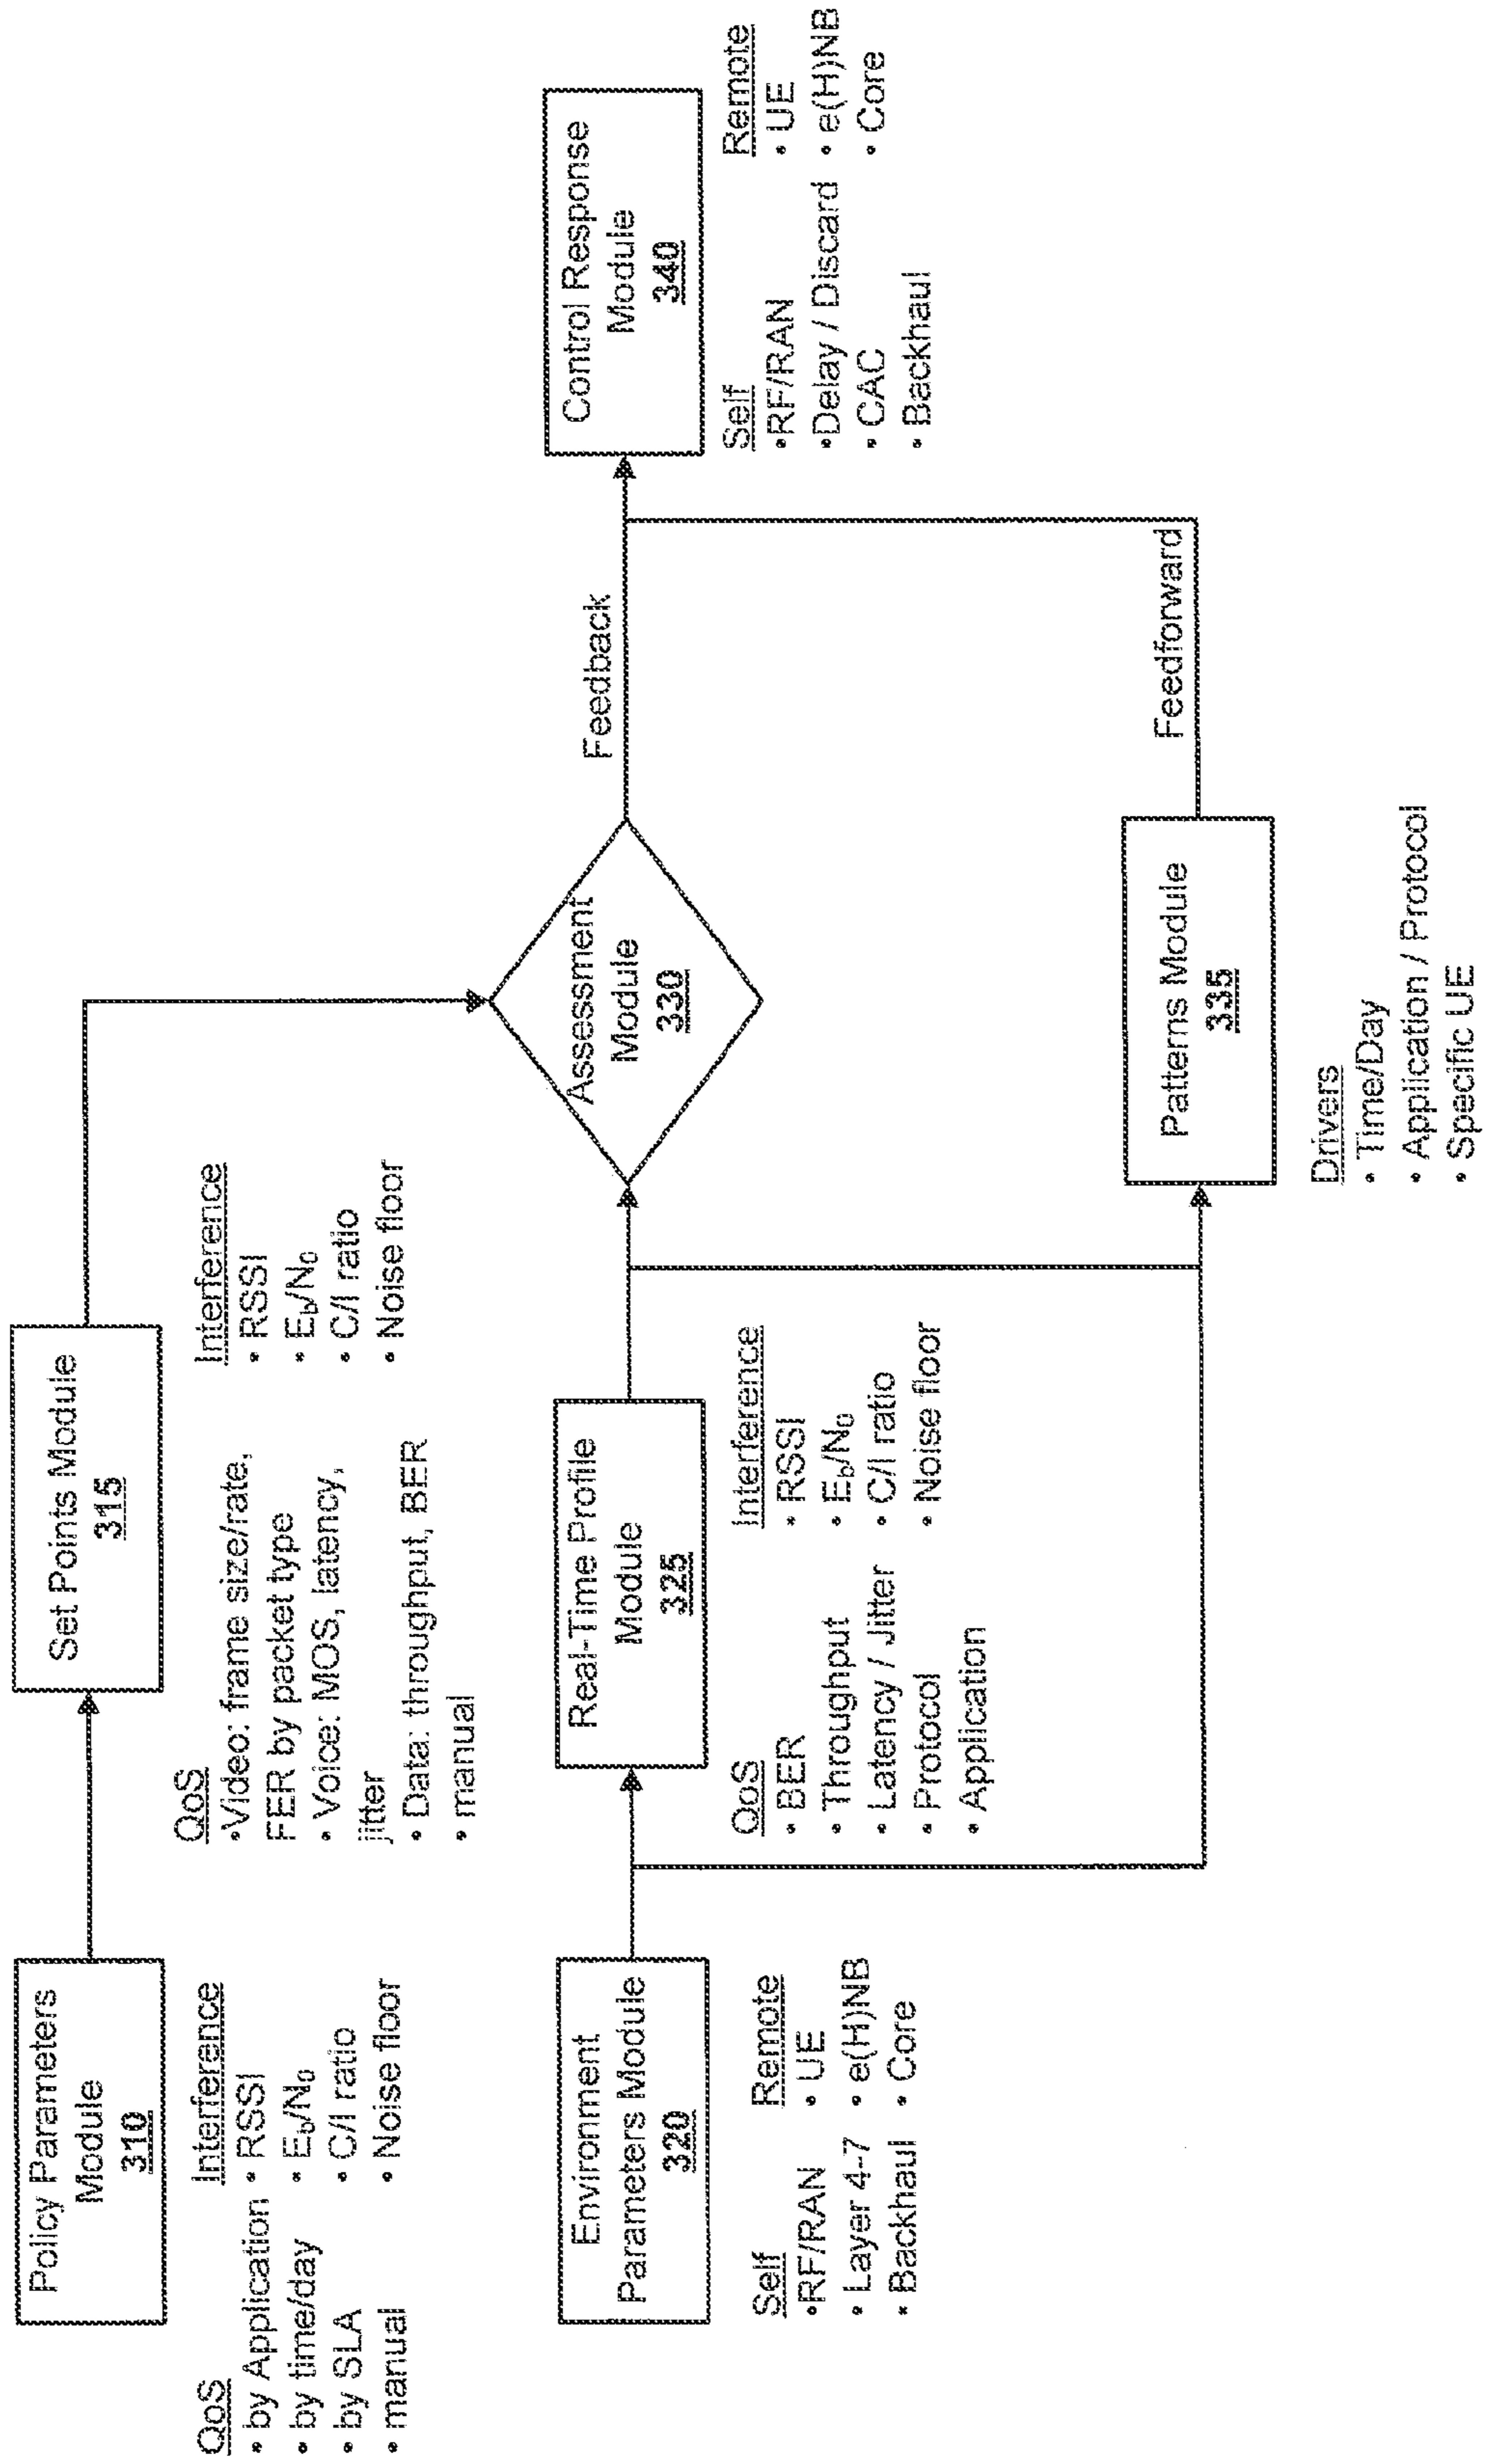 Policy Parameters
Module
310
QoS
• by Application
• by time/day
• by SLA
• manual
Interference
• RSSI
• Eb/N0
• C/I ratio
• Noise floor
Set Points Module
315
QoS
•Video: frame size/rate,
FER by packet type
• Voice: MOS, latency,
jitter
• Data: throughput, BER
• manual
Interference
• RSSI
• Eb/N0
• C/I ratio
• Noise floor
Environment
Parameters Module
320
Self
•RF/RAN
• Layer 4-7
• Backhaul
Remote
• UE
• e(H)NB
• Core
Real-Time Profile
Module
325
QoS
• BER
• Throughput
• Latency / Jitter
• Protocol
• Application
Interference
• RSSI
• Eb/N0
• C/I ratio
• Noise floor
Assessment
Module
330
Feedback
Patterns Module
335
Drivers
• Time/Day
• Application / Protocol
• Specific UE
Feedforward
Control Response
Module
340
Self
•RF/RAN
•Delay / Discard
• CAC
• Backhaul
Remote
• UE
• e(H)NB
• Core